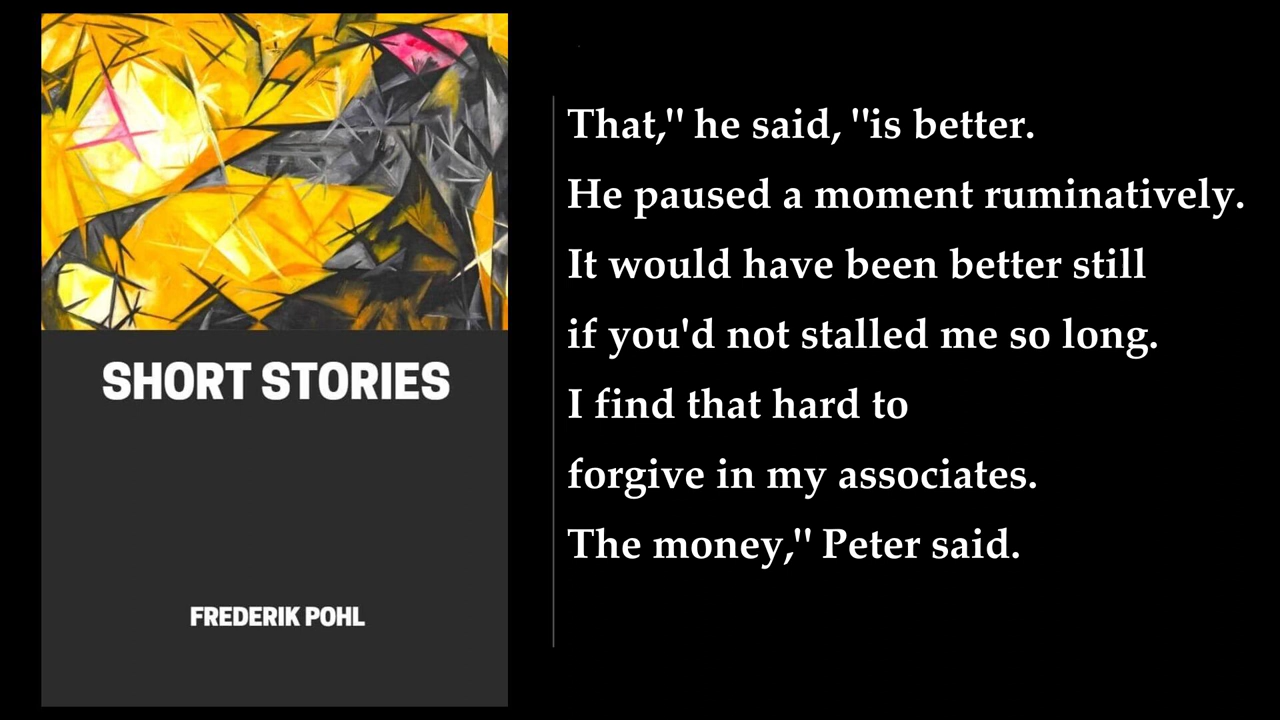 SHORT STORIES
FREDERIK POHL
That,'' he said, ''is better.
He paused a moment ruminatively.
It would have been better still
if you'd not stalled me so long.
I find that hard to
forgive in my associates.
The money,'' Peter said.